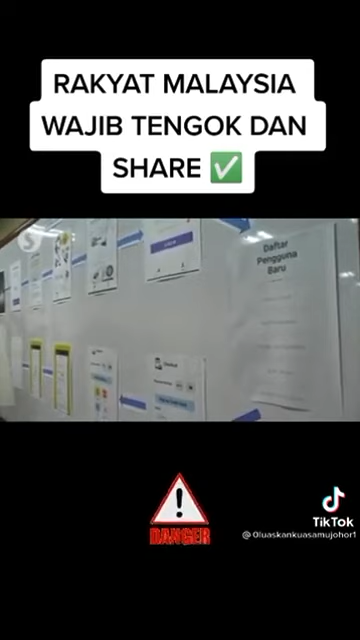 RAKYAT MALAYSIA
WAJIB TENGOK DAN
SHARE ✅
Daftar
Pengguna
Baru
DANGER
TikTok
@0luaskankuasamujohor1